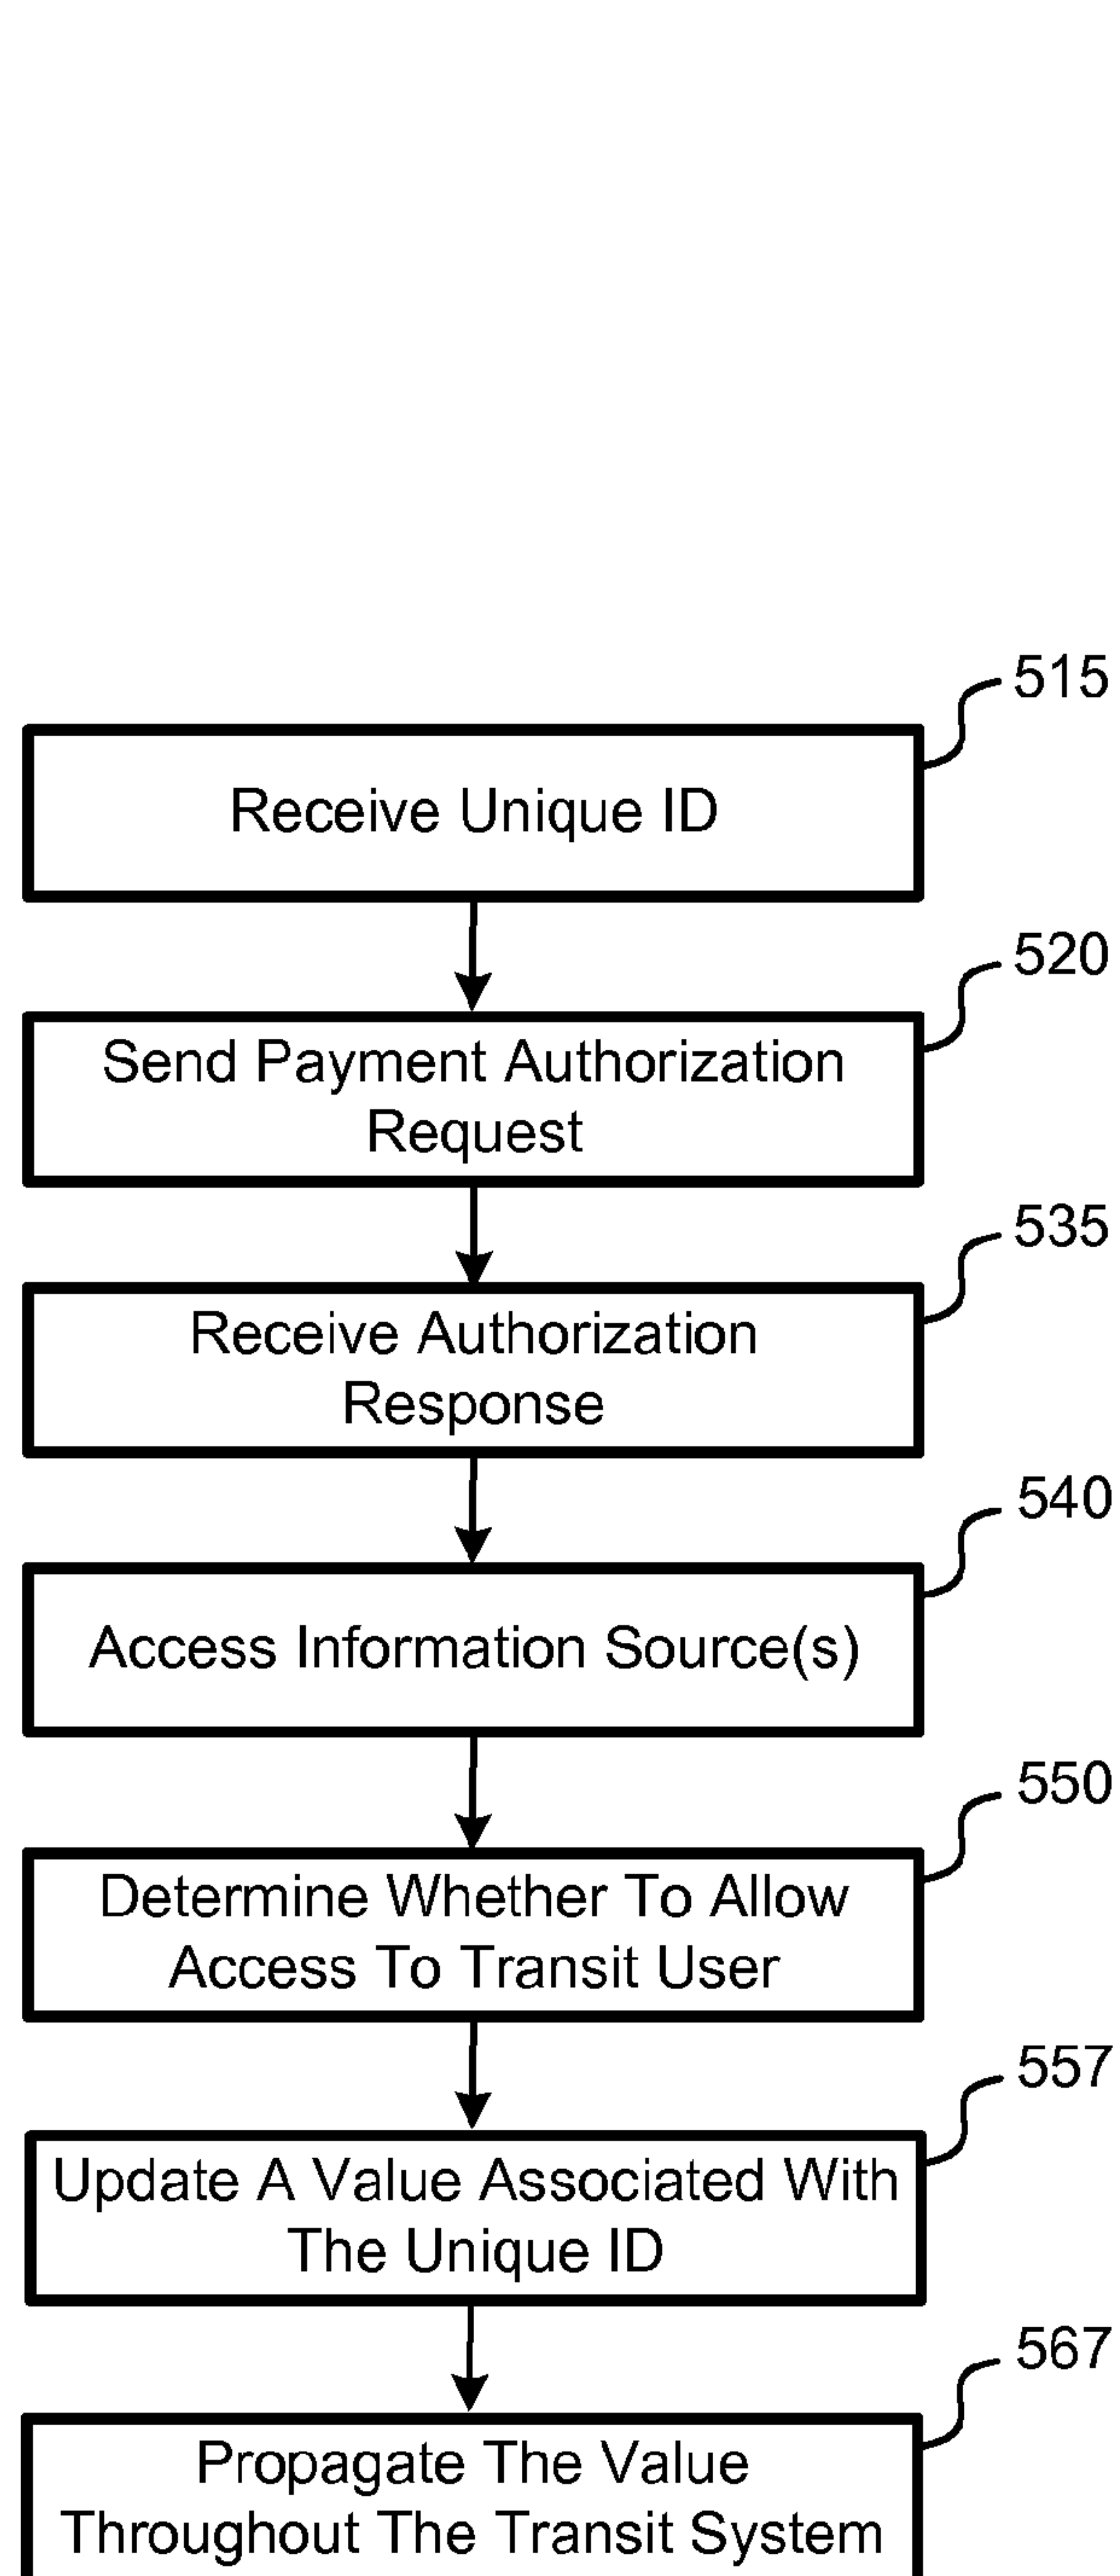 515
Receive Unique ID
520
Send Payment Authorization
Request
535
Receive Authorization
Response
540
Access Information Source(s)
550
Determine Whether To Allow
Access To Transit User
557
Update A Value Associated With
The Unique ID
567
Propagate The Value
Throughout The Transit System